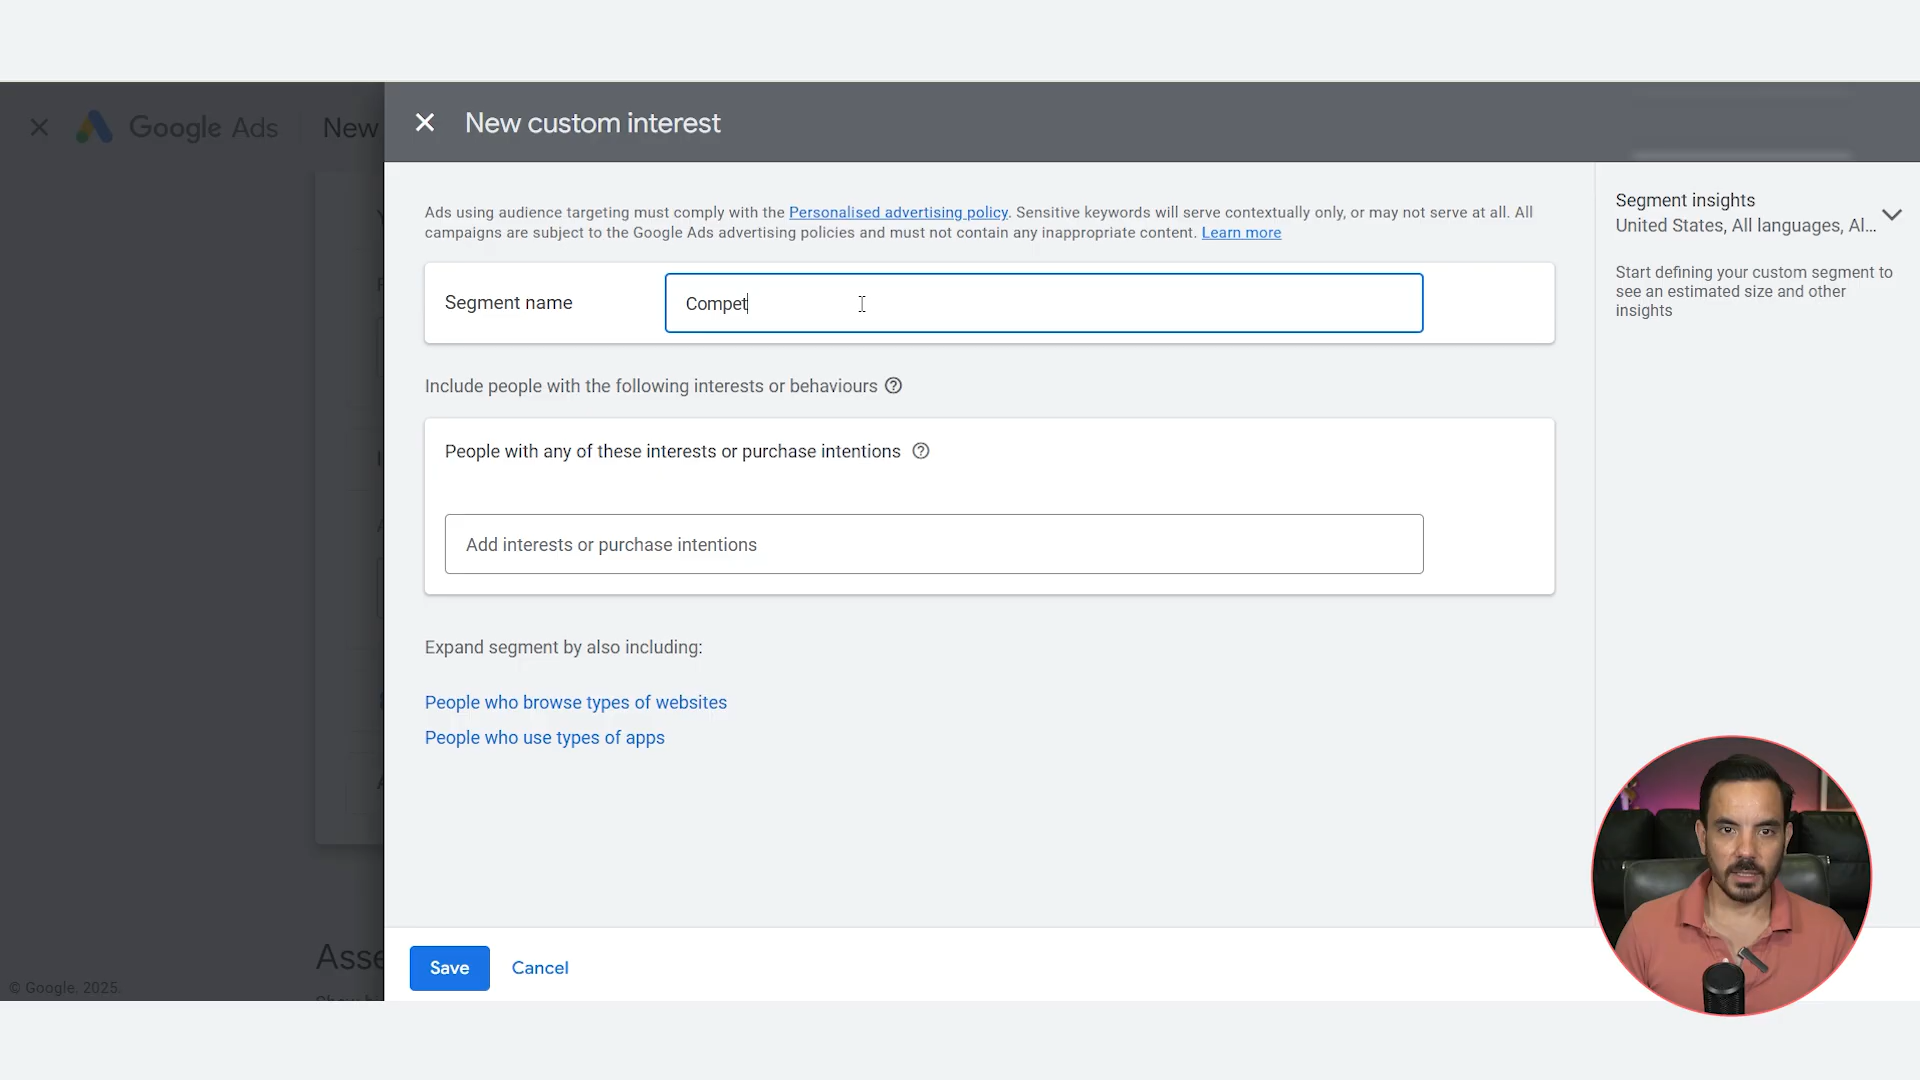 Google Ads
New
New custom interest
Ads using audience targeting must comply with the Personalised advertising policy. Sensitive keywords will serve contextually only, or may not serve at all. All
campaigns are subject to the Google Ads advertising policies and must not contain any inappropriate content. Learn more
Segment name
Compet
Include people with the following interests or behaviours
People with any of these interests or purchase intentions
Add interests or purchase intentions
Expand segment by also including:
People who browse types of websites
People who use types of apps
Save
Cancel
Segment insights
United States, All languages, Al...
Start defining your custom segment to
see an estimated size and other
insights
Asse
© Google. 2025.